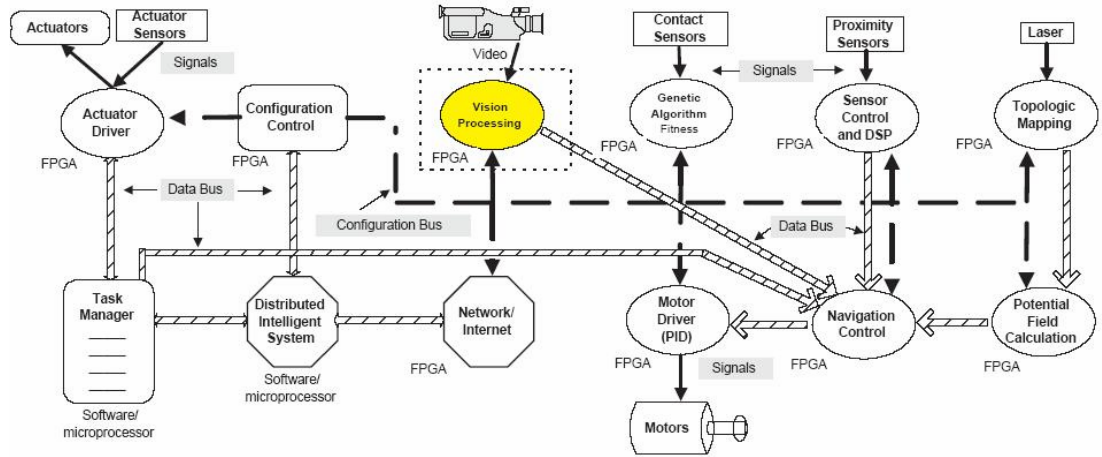 Actuators
Actuator
Sensors
Signals
Video
Contact
Sensors
Signals
Proximity
Sensors
Laser
Actuator
Driver
FPGA
Configuration
Control
FPGA
Vision
Processing
FPGA
Genetic
Algorithm
Fitness
FPGA
Sensor
Control
and DSP
FPGA
Topologic
Mapping
FPGA
Data Bus
Configuration Bus
Data Bus
Task
Manager
Software/
microprocessor
Distributed
Intelligent
System
Software/
microprocessor
Network/
Internet
FPGA
Motor
Driver
(PID)
FPGA
Signals
Navigation
Control
FPGA
Potential
Field
Calculation
FPGA
Motors